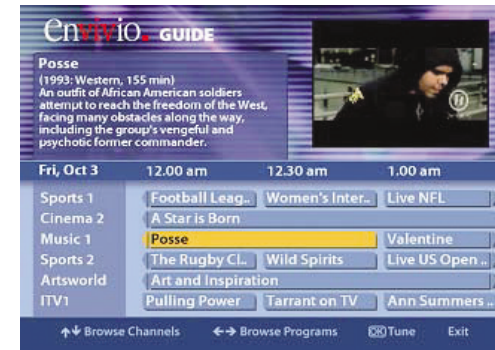 envivio. GUIDE
Posse
(1993: Western, 155 min)
An outfit of African American soldiers
attempt to reach the freedom of the West,
facing many obstacles along the way,
including the group's vengeful and
psychotic former commander.
Fri, Oct 3 12.00 am 12.30 am 1.00 am
Sports 1 Football Leag.. Women's Inter.. Live NFL
Cinema 2 A Star is Born
Music 1 Posse Valentine
Sports 2 The Rugby Cl.. Wild Spirits Live US Open ..
Artsworld Art and Inspiration
ITV1 Pulling Power Tarrant on TV Ann Summers ..
Browse Channels Browse Programs OK Tune Exit